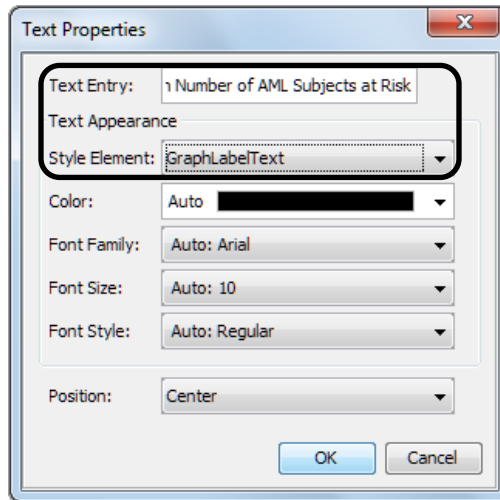 Text Properties
Text Entry: Number of AML Subjects at Risk
Text Appearance
Style Element: GraphLabelText
Color: Auto
Font Family: Auto: Arial
Font Size: Auto: 10
Font Style: Auto: Regular
Position: Center
OK Cancel